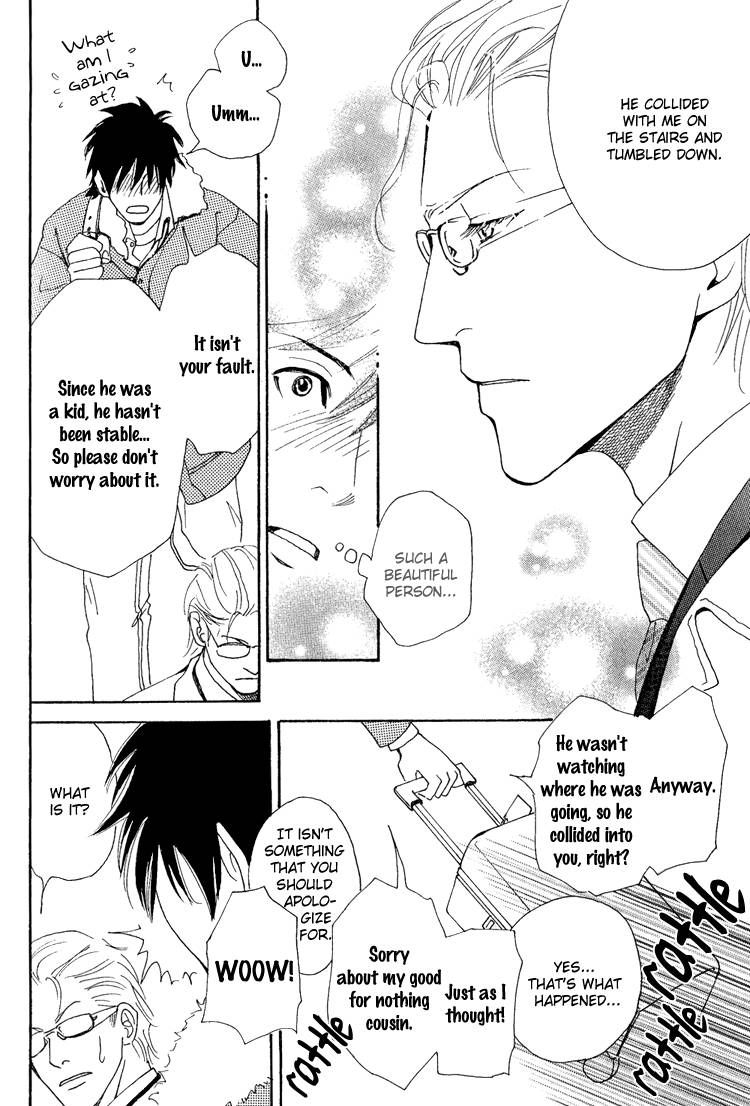 HE COLLIDED
WITH ME ON
THE STAIRS AND
TUMBLED DOWN.
SUCH A
BEAUTIFUL
PERSON...
U...
Umm...
What
am I
gazing
at?
It isn't
your fault.
Since he was
a kid, he hasn't
been stable...
So please don't
worry about it.
Anyway.
He wasn't
watching
where he was
going, so he
collided into
you, right?
rattle
rattle
rattle
YES...
THAT'S WHAT
HAPPENED...
Just as I
thought!
Sorry
about my good
for nothing
cousin.
rattle
IT ISN'T
SOMETHING
THAT YOU
SHOULD
APOLO-
GIZE
FOR.
WOOW!
WHAT
IS IT?